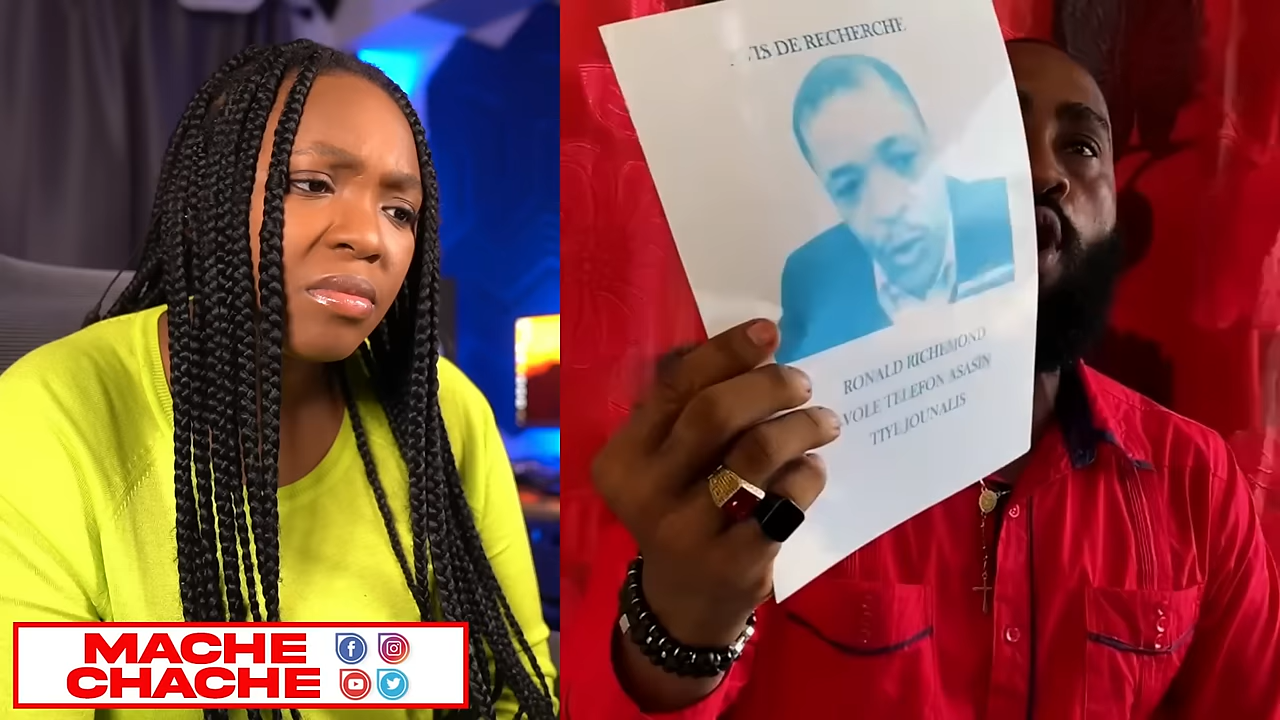 VIS DE RECHERCHE
RONALD RICHEMOND
VOLE TELEFON ASASIN
TIYE JOUNALIS
MACHE
CHACHE